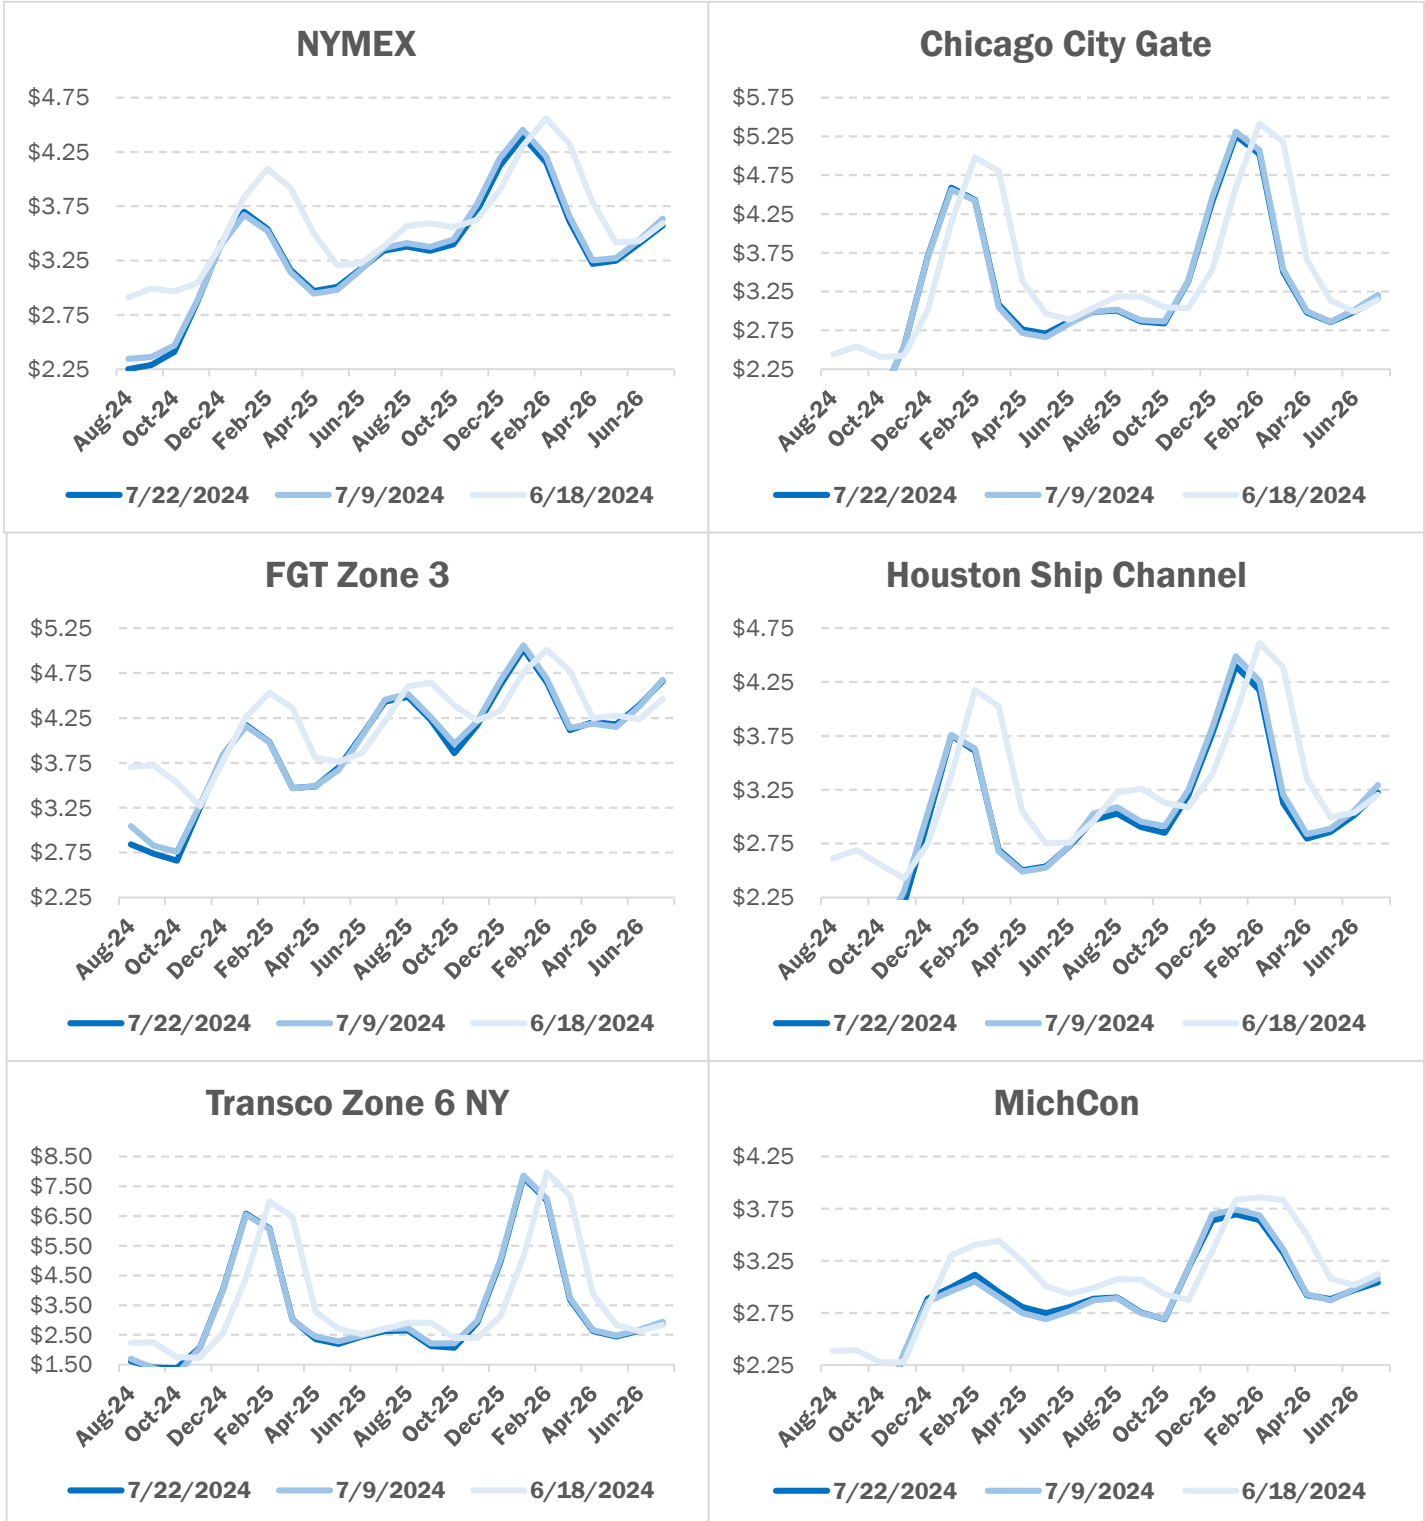 NYMEX
$4.75
$4.25
$3.75
$3.25
$2.75
$2.25
Aug-24 Oct-24 Dec-24 Feb-25 Apr-25 Jun-25 Aug-25 Oct-25 Dec-25 Feb-26 Apr-26 Jun-26
7/22/2024 7/9/2024 6/18/2024
Chicago City Gate
$5.75
$5.25
$4.75
$4.25
$3.75
$3.25
$2.75
$2.25
Aug-24 Oct-24 Dec-24 Feb-25 Apr-25 Jun-25 Aug-25 Oct-25 Dec-25 Feb-26 Apr-26 Jun-26
7/22/2024 7/9/2024 6/18/2024
FGT Zone 3
$5.25
$4.75
$4.25
$3.75
$3.25
$2.75
$2.25
Aug-24 Oct-24 Dec-24 Feb-25 Apr-25 Jun-25 Aug-25 Oct-25 Dec-25 Feb-26 Apr-26 Jun-26
7/22/2024 7/9/2024 6/18/2024
Houston Ship Channel
$4.75
$4.25
$3.75
$3.25
$2.75
$2.25
Aug-24 Oct-24 Dec-24 Feb-25 Apr-25 Jun-25 Aug-25 Oct-25 Dec-25 Feb-26 Apr-26 Jun-26
7/22/2024 7/9/2024 6/18/2024
Transco Zone 6 NY
$8.50
$7.50
$6.50
$5.50
$4.50
$3.50
$2.50
$1.50
Aug-24 Oct-24 Dec-24 Feb-25 Apr-25 Jun-25 Aug-25 Oct-25 Dec-25 Feb-26 Apr-26 Jun-26
7/22/2024 7/9/2024 6/18/2024
MichCon
$4.25
$3.75
$3.25
$2.75
$2.25
Aug-24 Oct-24 Dec-24 Feb-25 Apr-25 Jun-25 Aug-25 Oct-25 Dec-25 Feb-26 Apr-26 Jun-26
7/22/2024 7/9/2024 6/18/2024